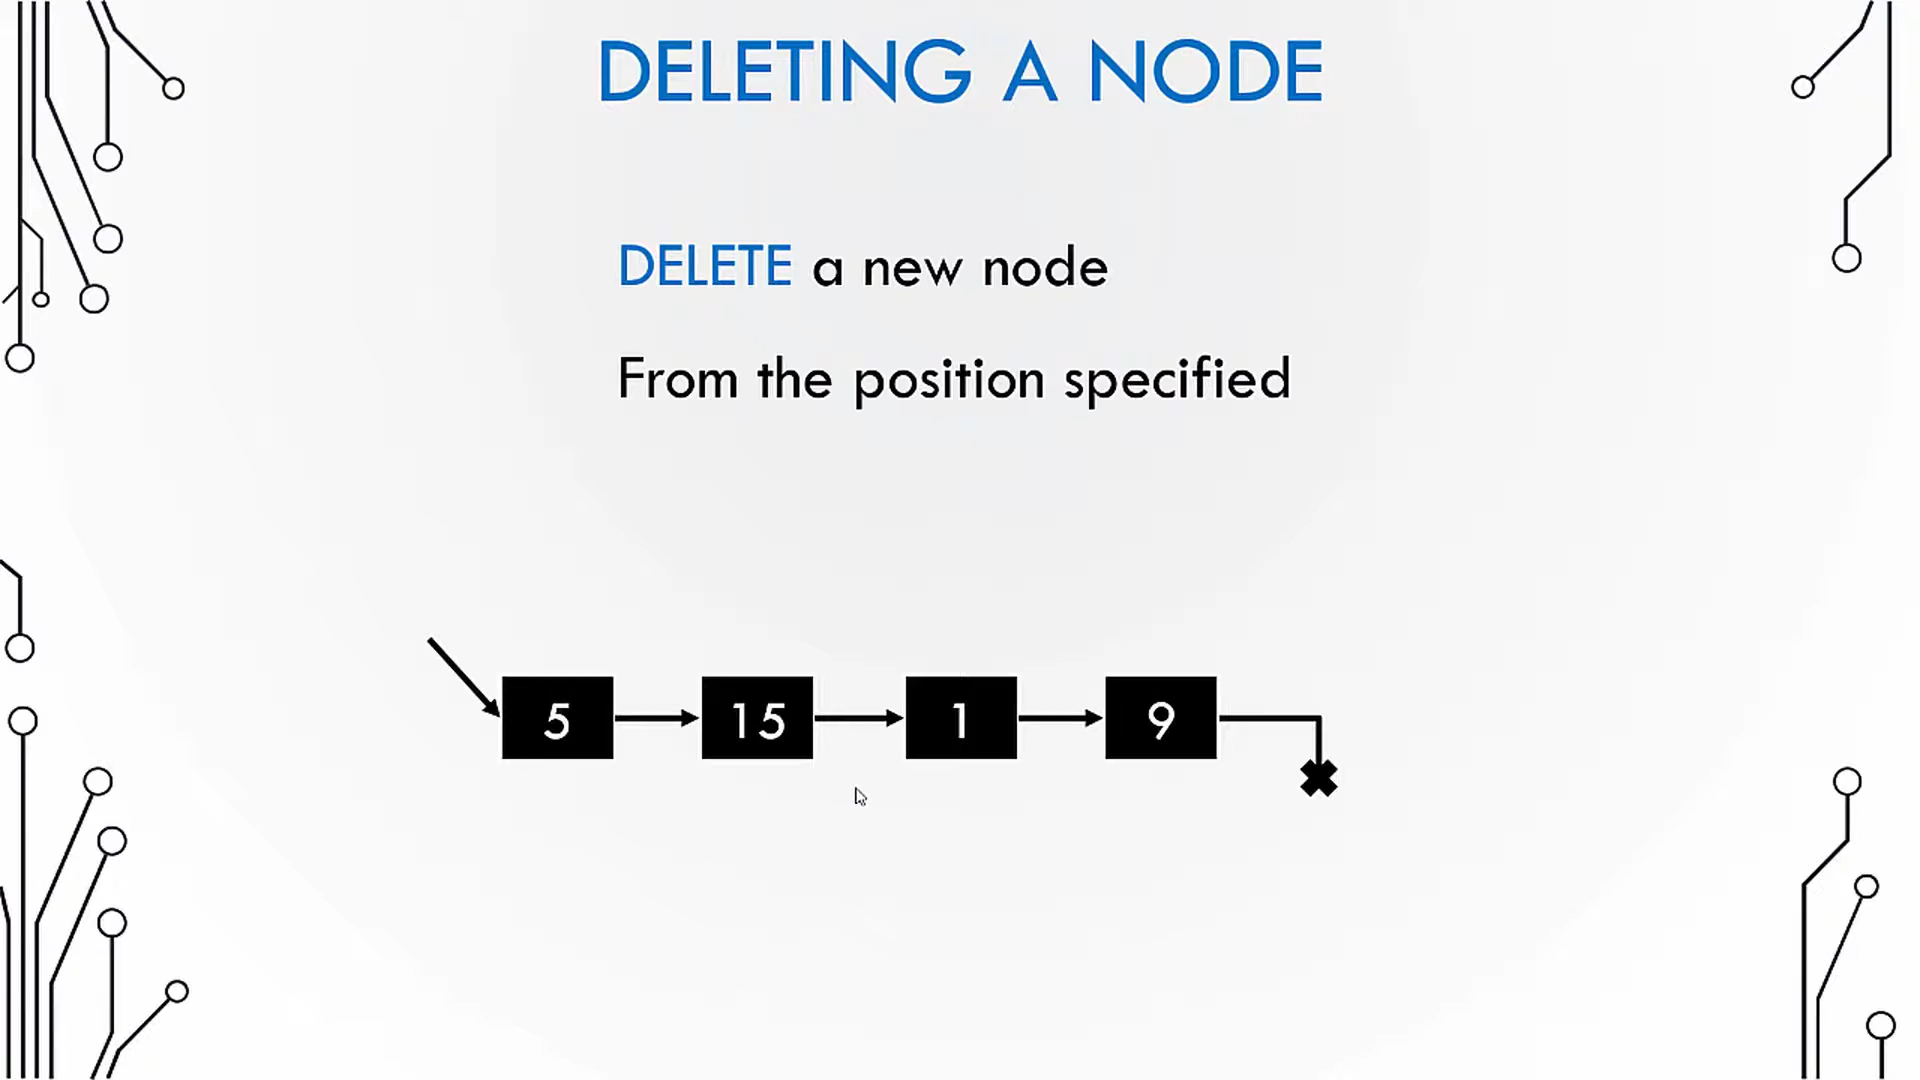 DELETING A NODE
DELETE a new node
From the position specified
5 15 1 9